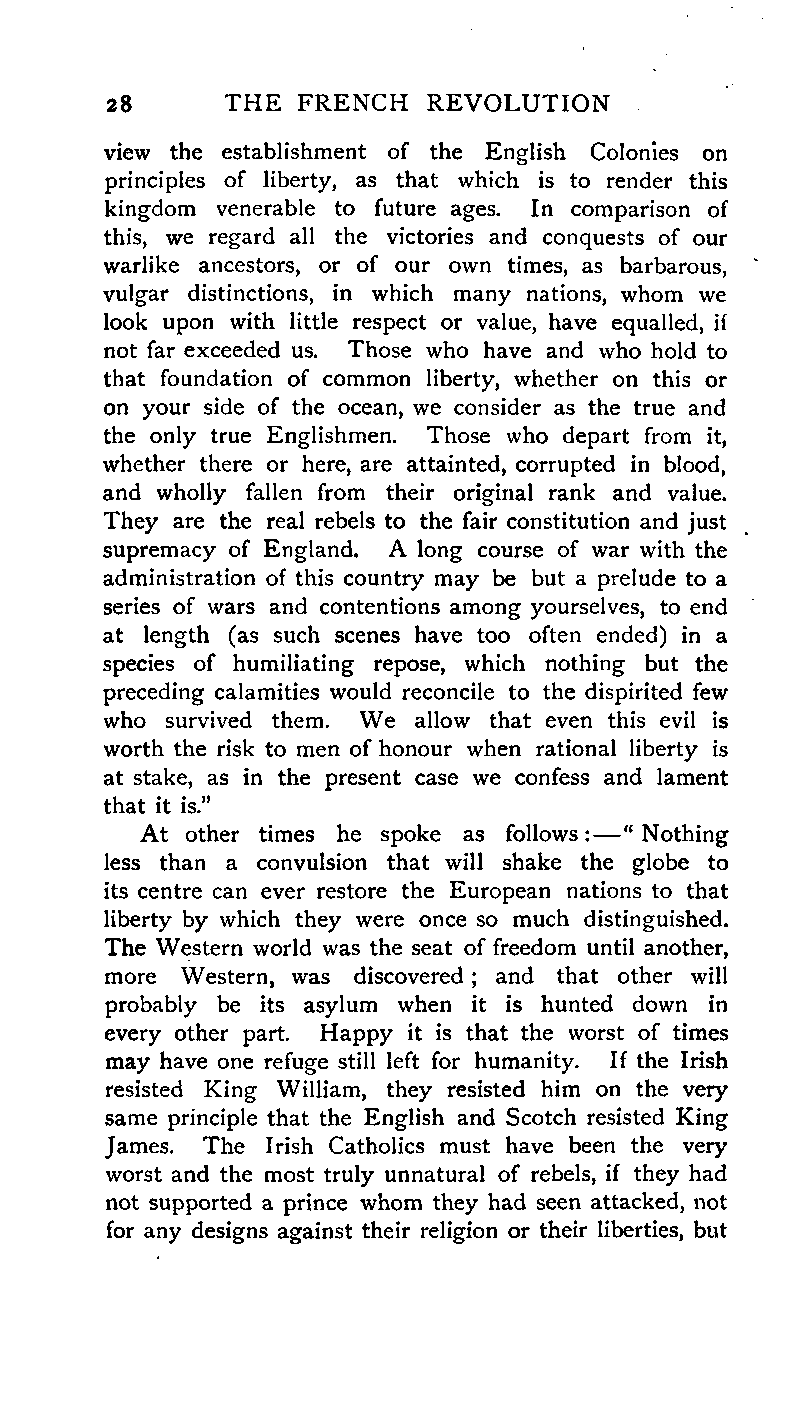 28 THE FRENCH REVOLUTION
view the establishment of the English Colonies on
principles of liberty, as that which is to render this
kingdom venerable to future ages. In comparison of
this, we regard all the victories and conquests of our
warlike ancestors, or of our own times, as barbarous,
vulgar distinctions, in which many nations, whom we
look upon with little respect or value, have equalled, if
not far exceeded us. Those who have and who hold to
that foundation of common liberty, whether on this or
on your side of the ocean, we consider as the true and
the only true Englishmen. Those who depart from it,
whether there or here, are attainted, corrupted in blood,
and wholly fallen from their original rank and value.
They are the real rebels to the fair constitution and just
supremacy of England. A long course of war with the
administration of this country may be but a prelude to a
series of wars and contentions among yourselves, to end
at length (as such scenes have too often ended) in a
species of humiliating repose, which nothing but the
preceding calamities would reconcile to the dispirited few
who survived them. We allow that even this evil is
worth the risk to men of honour when rational liberty is
at stake, as in the present case we confess and lament
that it is.”
At other times he spoke as follows:—“Nothing
less than a convulsion that will shake the globe to
its centre can ever restore the European nations to that
liberty by which they were once so much distinguished.
The Western world was the seat of freedom until another,
more Western, was discovered; and that other will
probably be its asylum when it is hunted down in
every other part. Happy it is that the worst of times
may have one refuge still left for humanity. If the Irish
resisted King William, they resisted him on the very
same principle that the English and Scotch resisted King
James. The Irish Catholics must have been the very
worst and the most truly unnatural of rebels, if they had
not supported a prince whom they had seen attacked, not
for any designs against their religion or their liberties, but